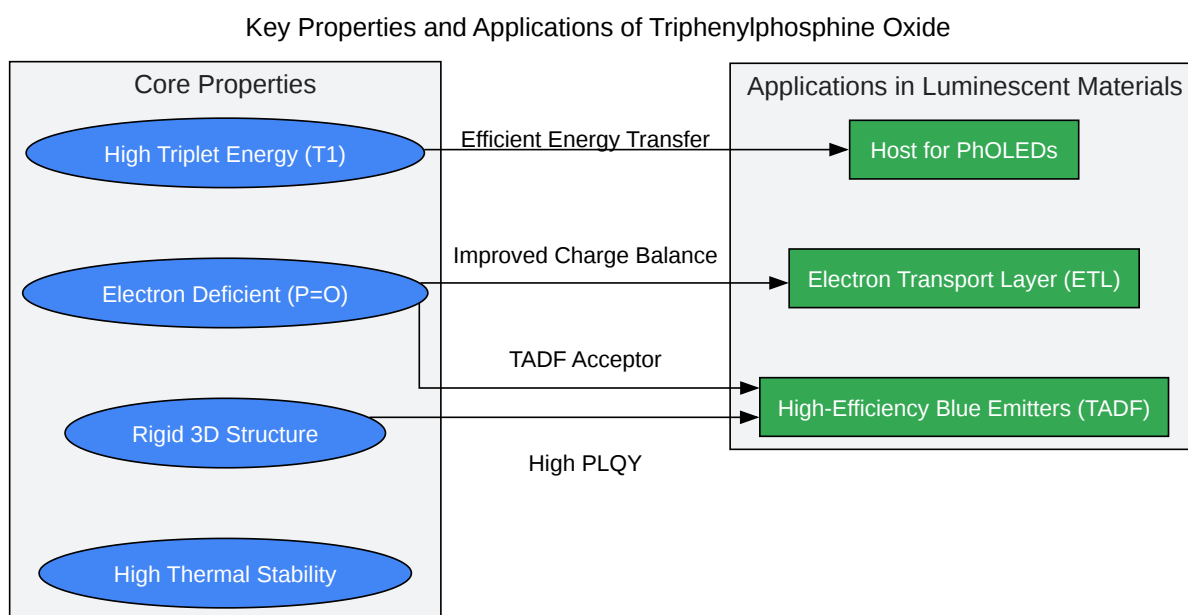 Key Properties and Applications of Triphenylphosphine Oxide
Core Properties
Applications in Luminescent Materials
High Triplet Energy (T1)
Efficient Energy Transfer
Host for PhOLEDs
Electron Deficient (P=O)
Improved Charge Balance
Electron Transport Layer (ETL)
TADF Acceptor
High-Efficiency Blue Emitters (TADF)
Rigid 3D Structure
High PLQY
High Thermal Stability